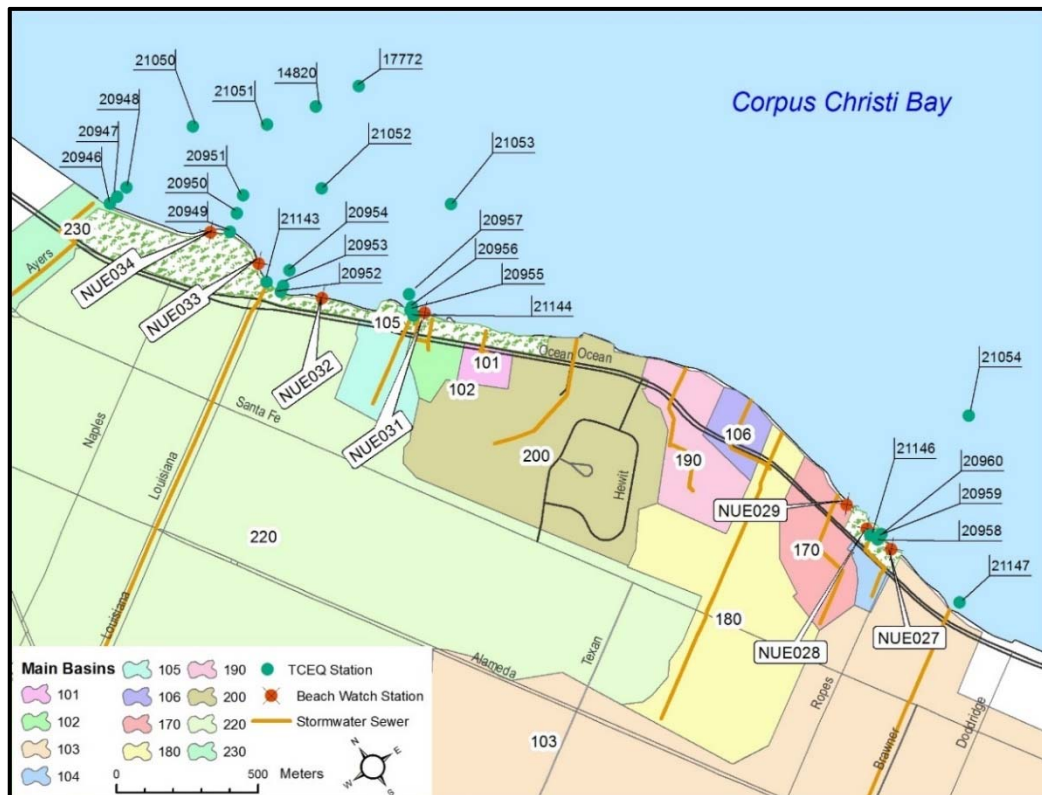 21050
14820
17772
21051
20948
20947
20946
21052
21053
20951
20950
20949
21143
20954
20953
20952
20957
20956
20955
21144
Corpus Christi Bay
230
Ayers
NUE034
NUE033
NUE032
NUE031
105
102
101
Ocean Ocean
Santa Fe
Naples
Louisiana
Louisiana
220
200
Hewit
190
106
21054
21146
20960
20959
20958
21147
NUE029
170
NUE028
NUE027
180
Texan
Alameda
103
Ropes
Brawner
Doddridge
Main Basins
101
102
103
104
105
106
170
180
190
200
220
230
TCEQ Station
Beach Watch Station
Stormwater Sewer
0 500 Meters
N
E
S
W